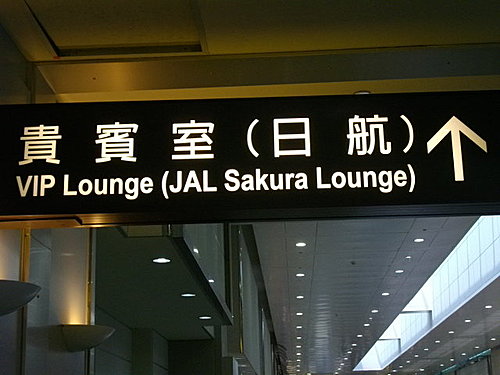 貴賓室(日航)
VIP Lounge (JAL Sakura Lounge)